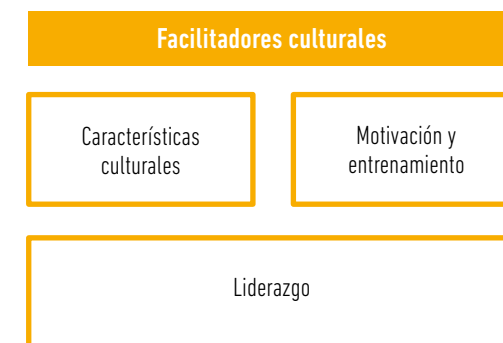 Facilitadores culturales
Características
culturales
Motivación y
entrenamiento
Liderazgo